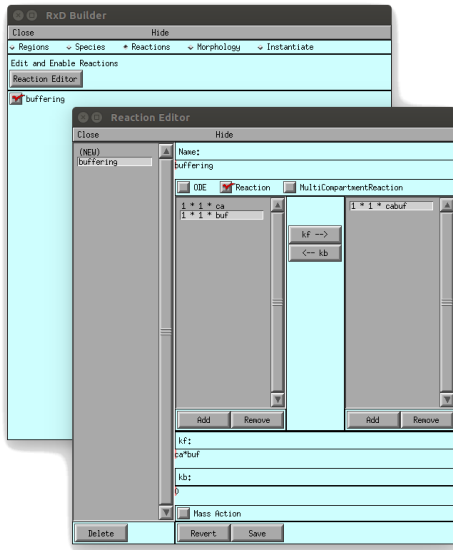 RxD Builder
Close Hide
Regions Species Reactions Morphology Instantiate
Edit and Enable Reactions
Reaction Editor
buffering
Reaction Editor
Close Hide
(NEW)
buffering
Name:
buffering
ODE Reaction MultiCompartmentReaction
1 * 1 * ca
1 * 1 * buf
kf -->
<-- kb
1 * 1 * cabuf
Add Remove
Add Remove
kf:
ca*buf
kb:
0
Mass Action
Delete
Revert Save